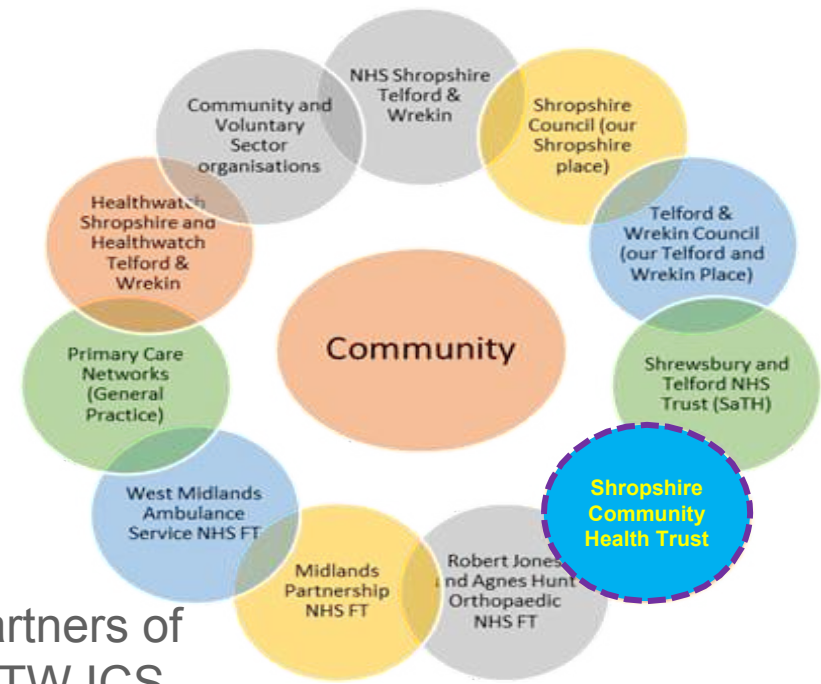 NHS Shropshire
Telford &
Wrekin
Shropshire
Council (our
Shropshire
place)
Telford &
Wrekin Council
(our Telford and
Wrekin Place)
Shrewsbury and
Telford NHS
Trust (SaTH)
Shropshire
Community
Health Trust
Robert Jones
and Agnes Hunt
Orthopaedic
NHS FT
Midlands
Partnership
NHS FT
West Midlands
Ambulance
Service NHS FT
Primary Care
Networks
(General
Practice)
Healthwatch
Shropshire and
Healthwatch
Telford &
Wrekin
Community and
Voluntary
Sector
organisations
Community
artners of
TW ICS